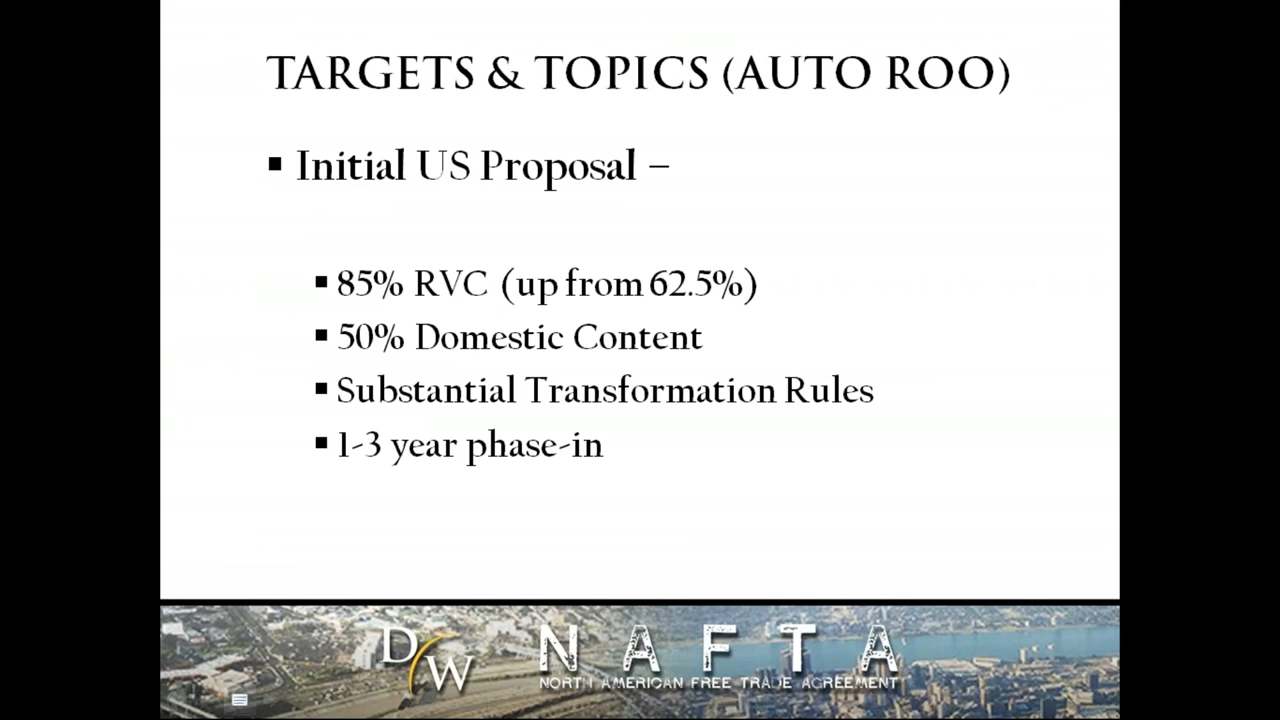 TARGETS & TOPICS (AUTO ROO)
▪ Initial US Proposal –
▪ 85% RVC (up from 62.5%)
▪ 50% Domestic Content
▪ Substantial Transformation Rules
▪ 1-3 year phase-in
D W
NAFTA
NORTH AMERICAN FREE TRADE AGREEMENT